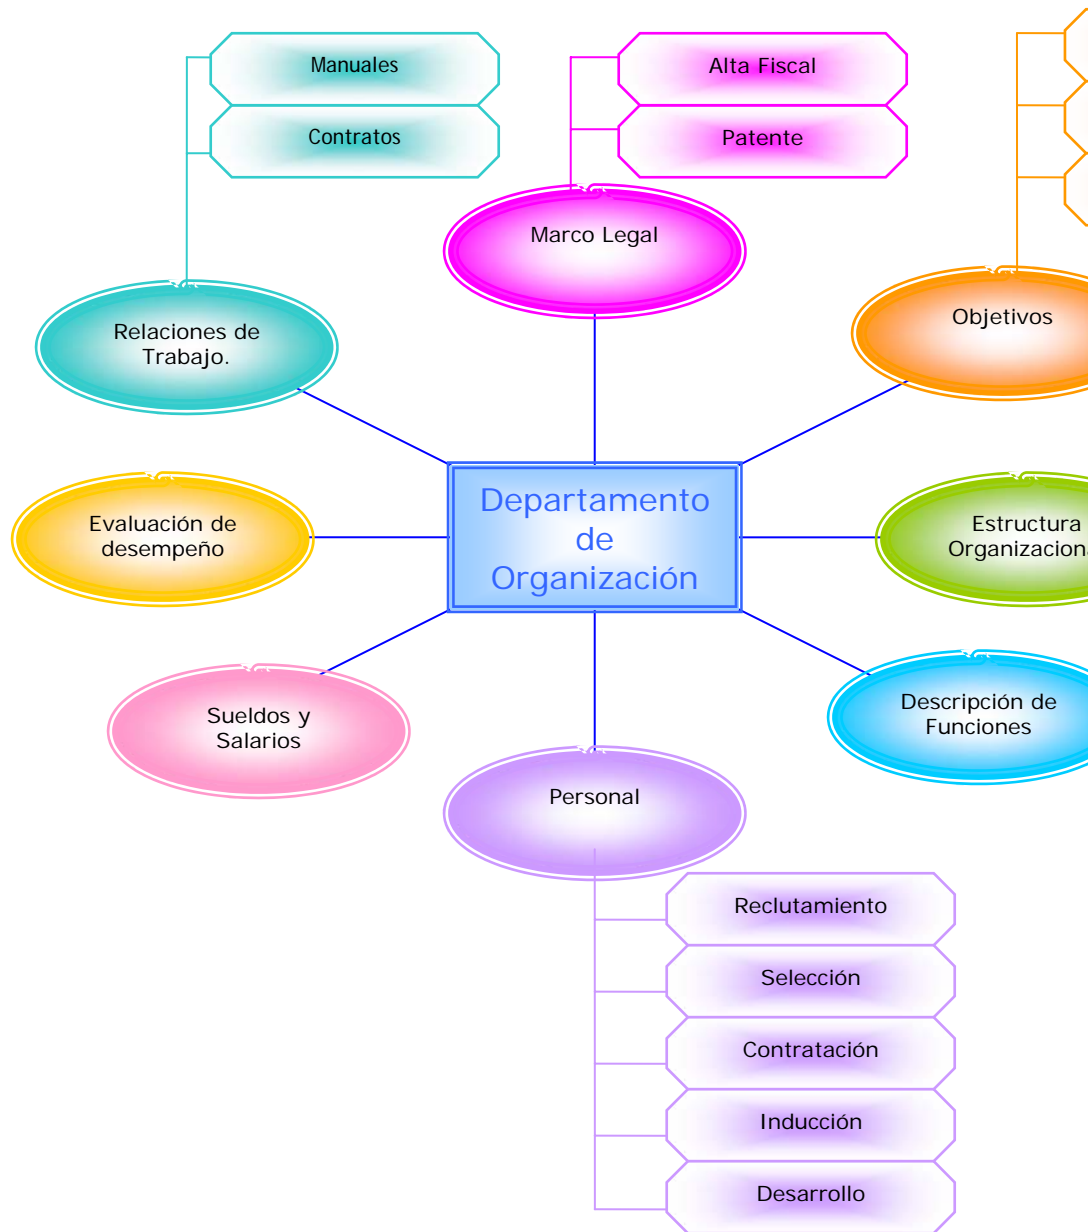 Manuales
Contratos
Alta Fiscal
Patente
Marco Legal
Relaciones de
Trabajo.
Objetivos
Evaluación de
desempeño
Departamento
de
Organización
Estructura
Sueldos y
Salarios
Descripción de
Funciones
Personal
Reclutamiento
Selección
Contratación
Inducción
Desarrollo